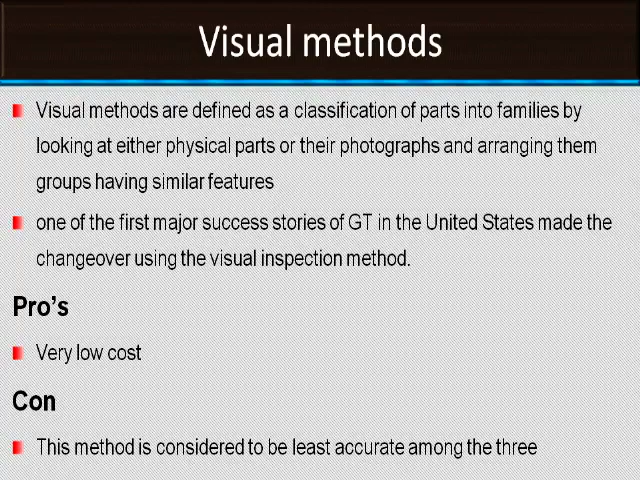 Visual methods
Visual methods are defined as a classification of parts into families by
looking at either physical parts or their photographs and arranging them
groups having similar features
one of the first major success stories of GT in the United States made the
changeover using the visual inspection method.
Pro's
Very low cost
Con
This method is considered to be least accurate among the three